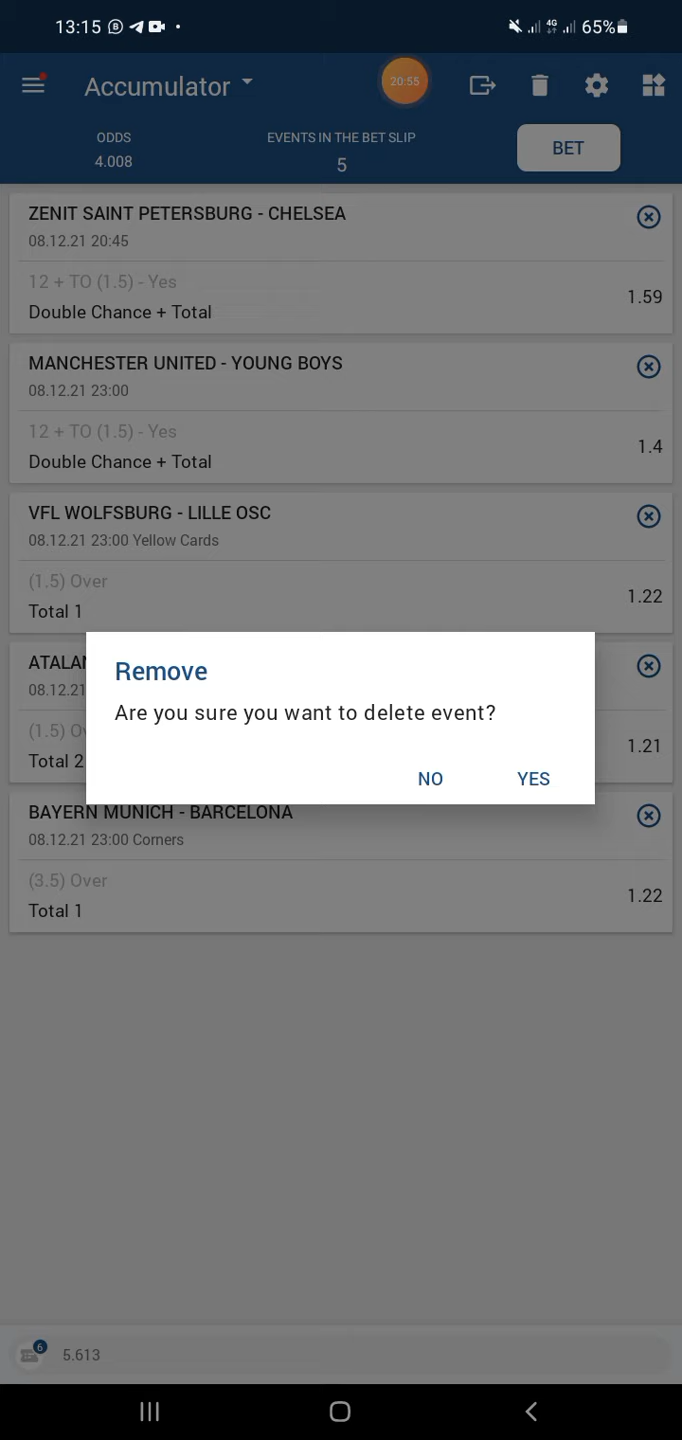 13:15
65%
Accumulator
20:55
ODDS
4.008
EVENTS IN THE BET SLIP
5
BET
ZENIT SAINT PETERSBURG - CHELSEA
08.12.21 20:45
12 + TO (1.5) - Yes
Double Chance + Total
1.59
MANCHESTER UNITED - YOUNG BOYS
08.12.21 23:00
12 + TO (1.5) - Yes
Double Chance + Total
1.4
VFL WOLFSBURG - LILLE OSC
08.12.21 23:00 Yellow Cards
(1.5) Over
Total 1
1.22
08.12.21
(1.5)
Total 2
1.21
Remove
Are you sure you want to delete event?
NO YES
BAYERN MUNICH - BARCELONA
08.12.21 23:00 Corners
(3.5) Over
Total 1
1.22
6
5.613